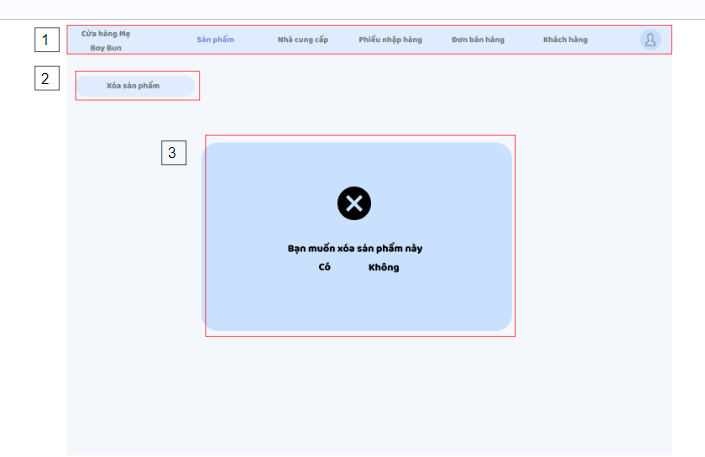 1
Cửa hàng Mẹ
Boy Bun
Sản phẩm
Nhà cung cấp
Phiếu nhập hàng
Đơn bán hàng
Khách hàng
2
Xóa sản phẩm
3
Bạn muốn xóa sản phẩm này
Có Không